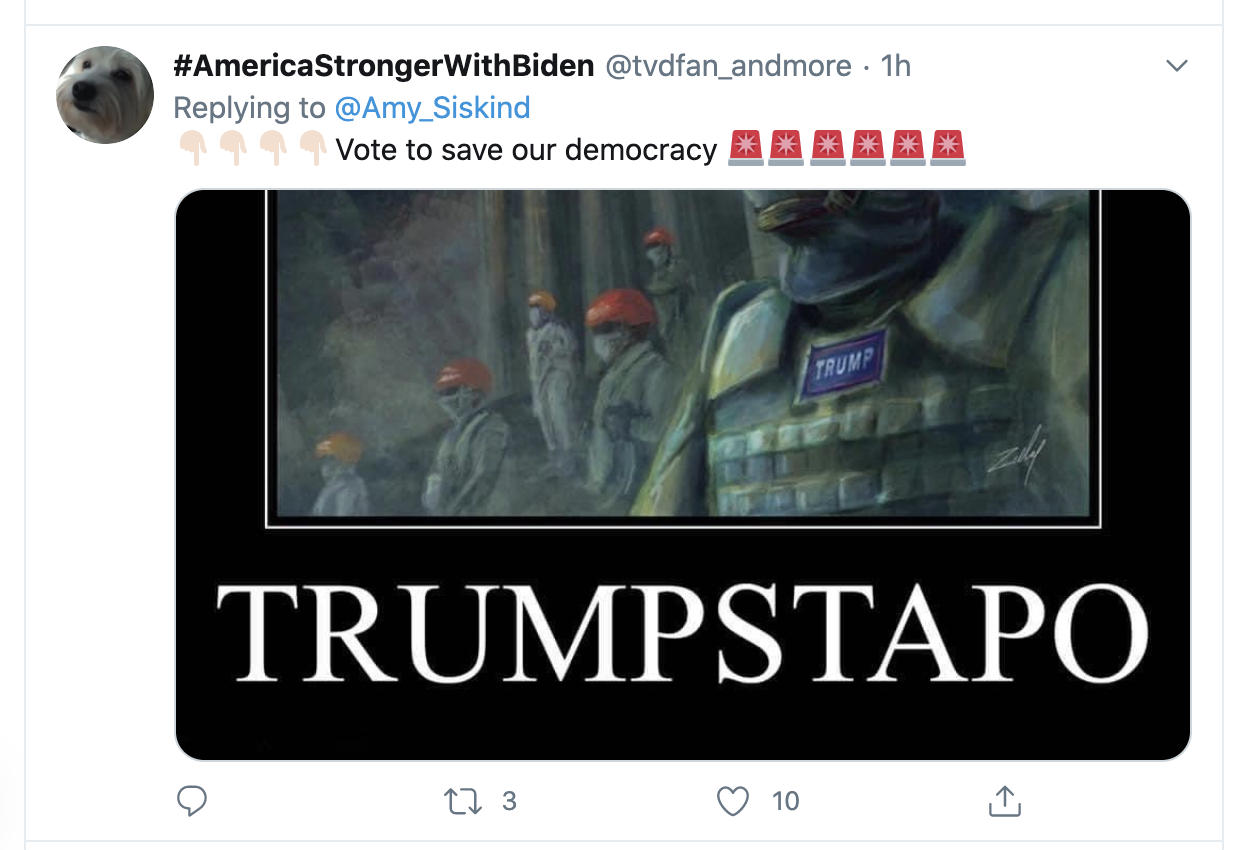 #AmericaStrongerWithBiden @tvdfan_andmore · 1h
Replying to @Amy_Siskind
👇🏻👇🏻👇🏻👇🏻Vote to save our democracy 🚨🚨🚨🚨🚨🚨
TRUMP
TRUMPSTAPO
3 10